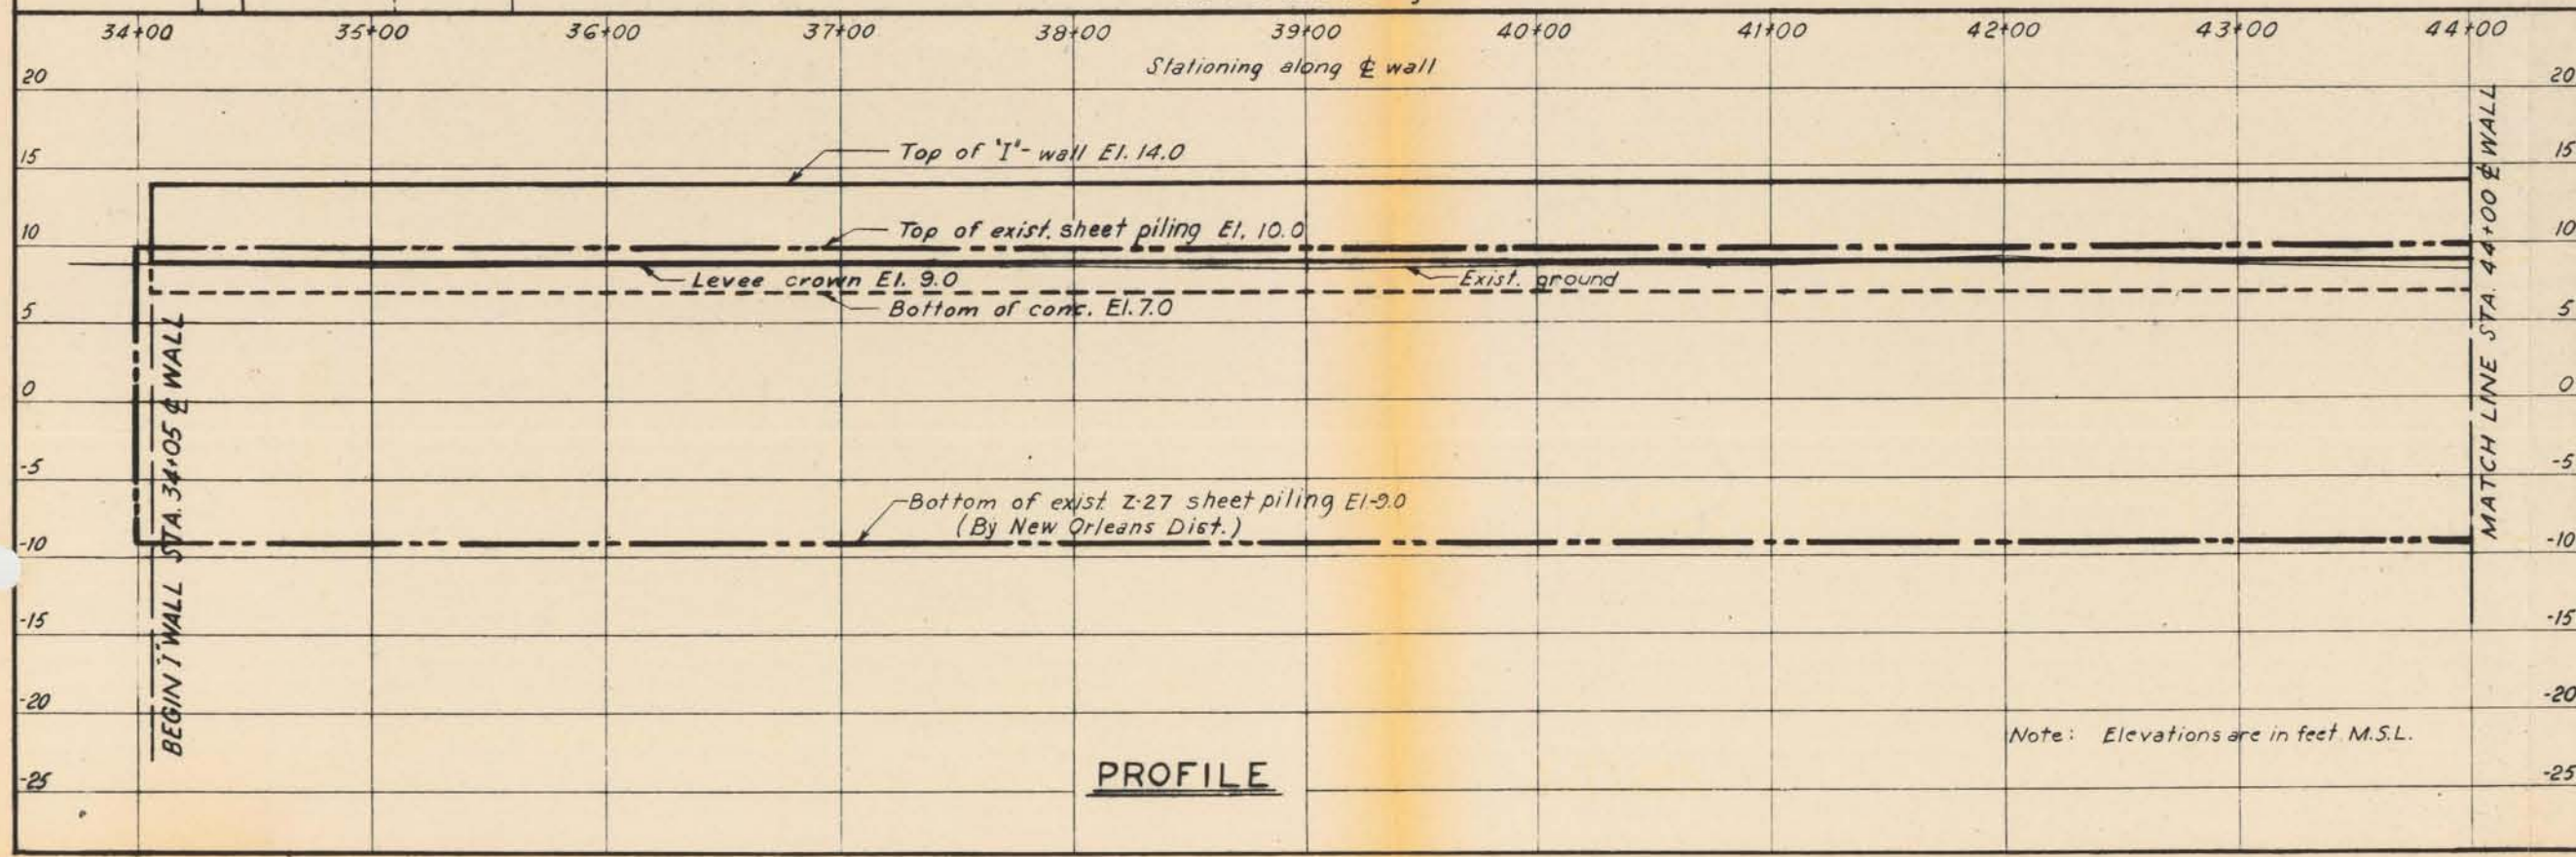 34+00 35+00 36+00 37+00 38+00 39+00 40+00 41+00 42+00 43+00 44+00
Stationing along ℄ wall
20 20
15 15
Top of "I"- wall El. 14.0
10 10
Top of exist. sheet piling El. 10.0
Levee crown El. 9.0
Exist. ground
5 5
Bottom of conc. El. 7.0
0 0
-5 -5
Bottom of exist. Z-27 sheet piling El-9.0
(By New Orleans Dist.)
-10 -10
-15 -15
-20 -20
-25 -25
BEGIN "I" WALL STA. 34+05 ℄ WALL
MATCH LINE STA. 44+00 ℄ WALL
Note: Elevations are in feet M.S.L.
PROFILE